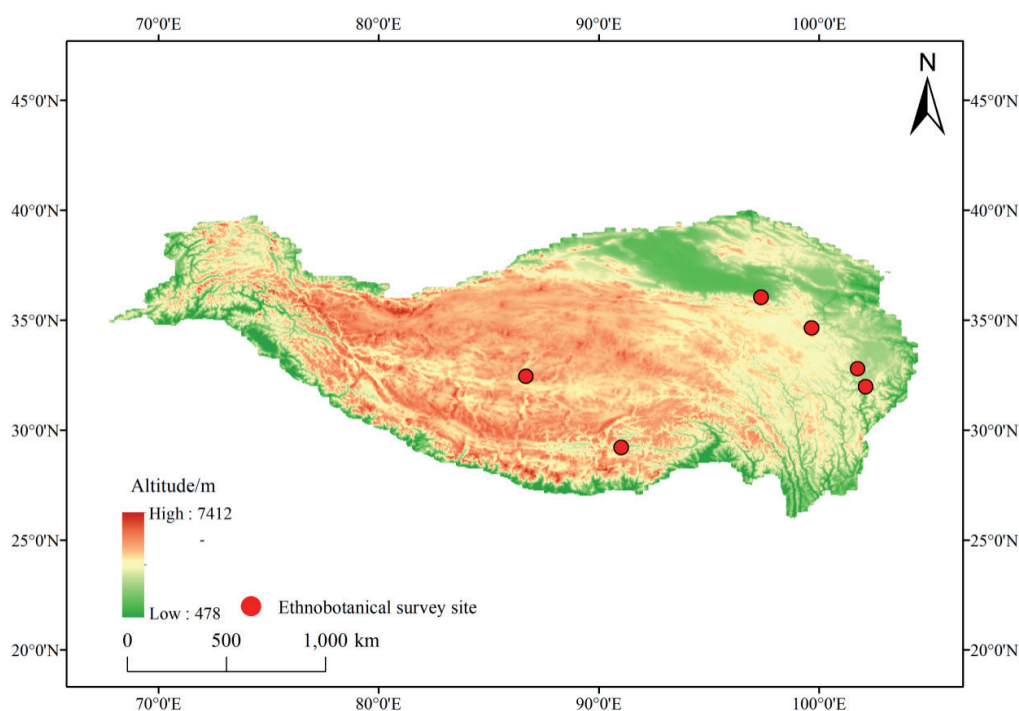 70°0'E 80°0'E 90°0'E 100°0'E
N
45°0'N 45°0'N
40°0'N 40°0'N
35°0'N 35°0'N
30°0'N 30°0'N
Altitude/m
High : 7412
-
25°0'N 25°0'N
-
Low : 478
Ethnobotanical survey site
0 500 1,000 km
20°0'N 20°0'N
70°0'E 80°0'E 90°0'E 100°0'E